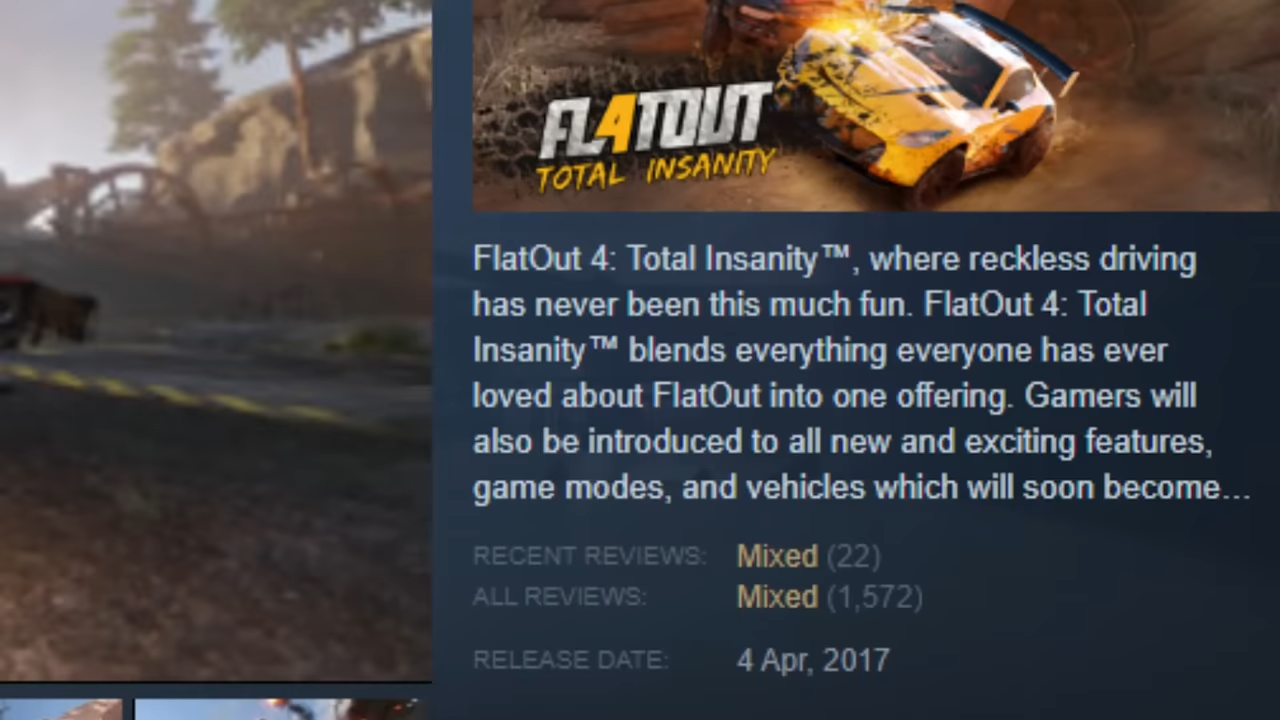 FLATOUT
TOTAL INSANITY
FlatOut 4: Total Insanity™, where reckless driving
has never been this much fun. FlatOut 4: Total
Insanity™ blends everything everyone has ever
loved about FlatOut into one offering. Gamers will
also be introduced to all new and exciting features,
game modes, and vehicles which will soon become...
RECENT REVIEWS: Mixed (22)
ALL REVIEWS: Mixed (1,572)
RELEASE DATE: 4 Apr, 2017